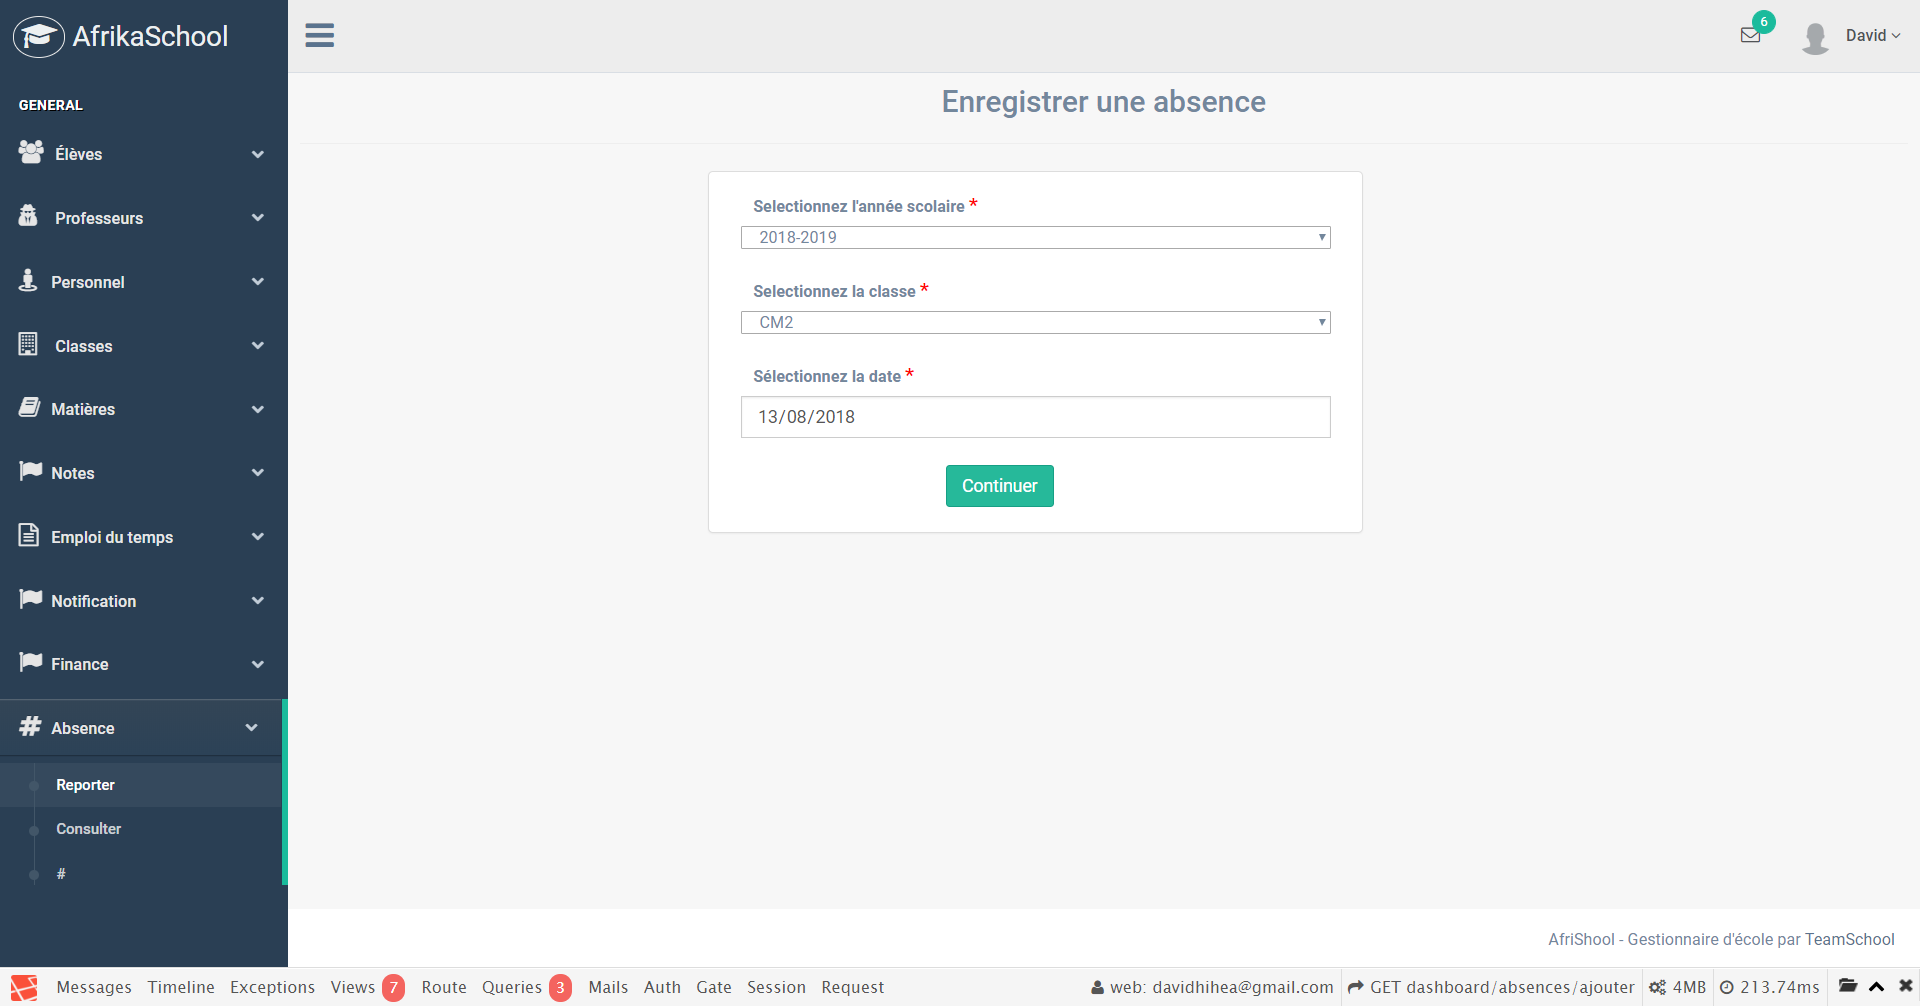 AfrikaSchool
6
David
GENERAL
Élèves
Professeurs
Personnel
Classes
Matières
Notes
Emploi du temps
Notification
Finance
Absence
Reporter
Consulter
#
Enregistrer une absence
Selectionnez l'année scolaire *
2018-2019
Selectionnez la classe *
CM2
Sélectionnez la date *
13/08/2018
Continuer
AfriShool - Gestionnaire d'école par TeamSchool
Messages Timeline Exceptions Views 7 Route Queries 3 Mails Auth Gate Session Request web: davidhihea@gmail.com GET dashboard/absences/ajouter 4MB 213.74ms